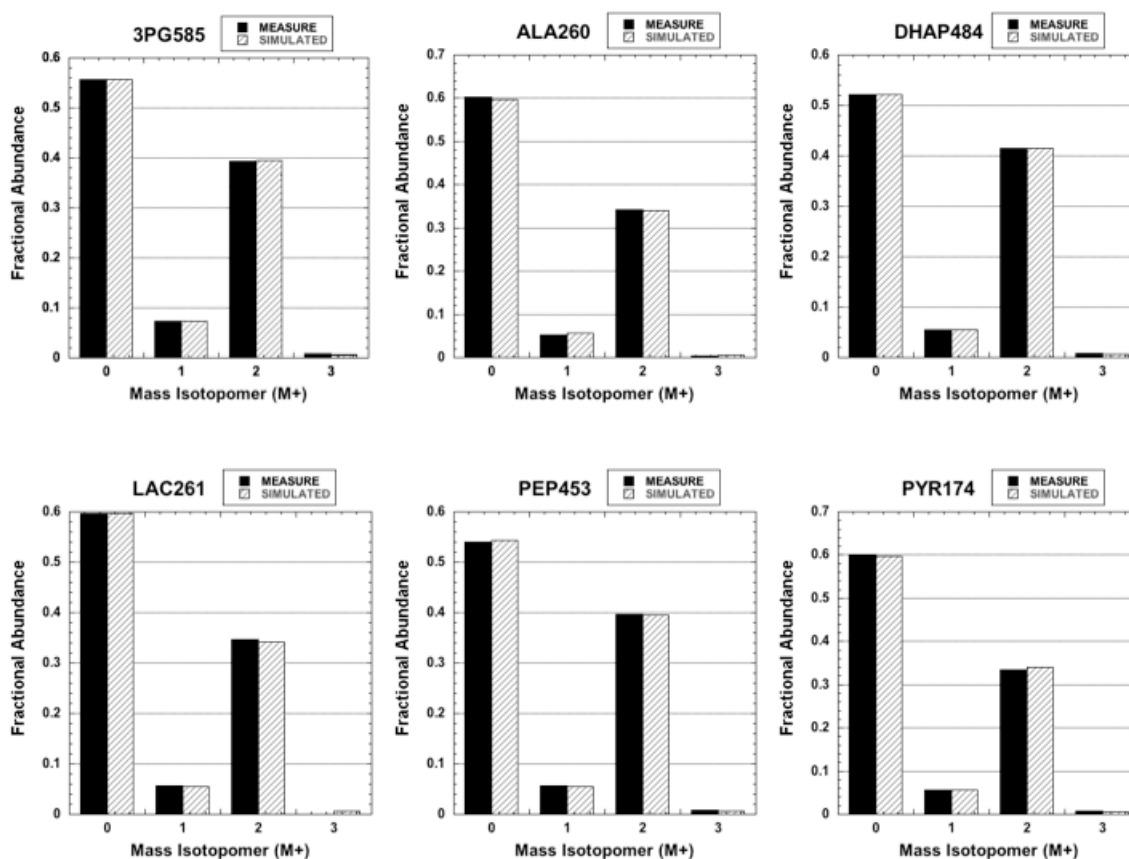 3PG585
MEASURE
SIMULATED
0.6
0.5
0.4
0.3
0.2
0.1
0
Fractional Abundance
0 1 2 3
Mass Isotopomer (M+)
ALA260
MEASURE
SIMULATED
0.7
0.6
0.5
0.4
0.3
0.2
0.1
0
Fractional Abundance
0 1 2 3
Mass Isotopomer (M+)
DHAP484
MEASURE
SIMULATED
0.6
0.5
0.4
0.3
0.2
0.1
0
Fractional Abundance
0 1 2 3
Mass Isotopomer (M+)
LAC261
MEASURE
SIMULATED
0.6
0.5
0.4
0.3
0.2
0.1
0
Fractional Abundance
0 1 2 3
Mass Isotopomer (M+)
PEP453
MEASURE
SIMULATED
0.6
0.5
0.4
0.3
0.2
0.1
0
Fractional Abundance
0 1 2 3
Mass Isotopomer (M+)
PYR174
MEASURE
SIMULATED
0.7
0.6
0.5
0.4
0.3
0.2
0.1
0
Fractional Abundance
0 1 2 3
Mass Isotopomer (M+)